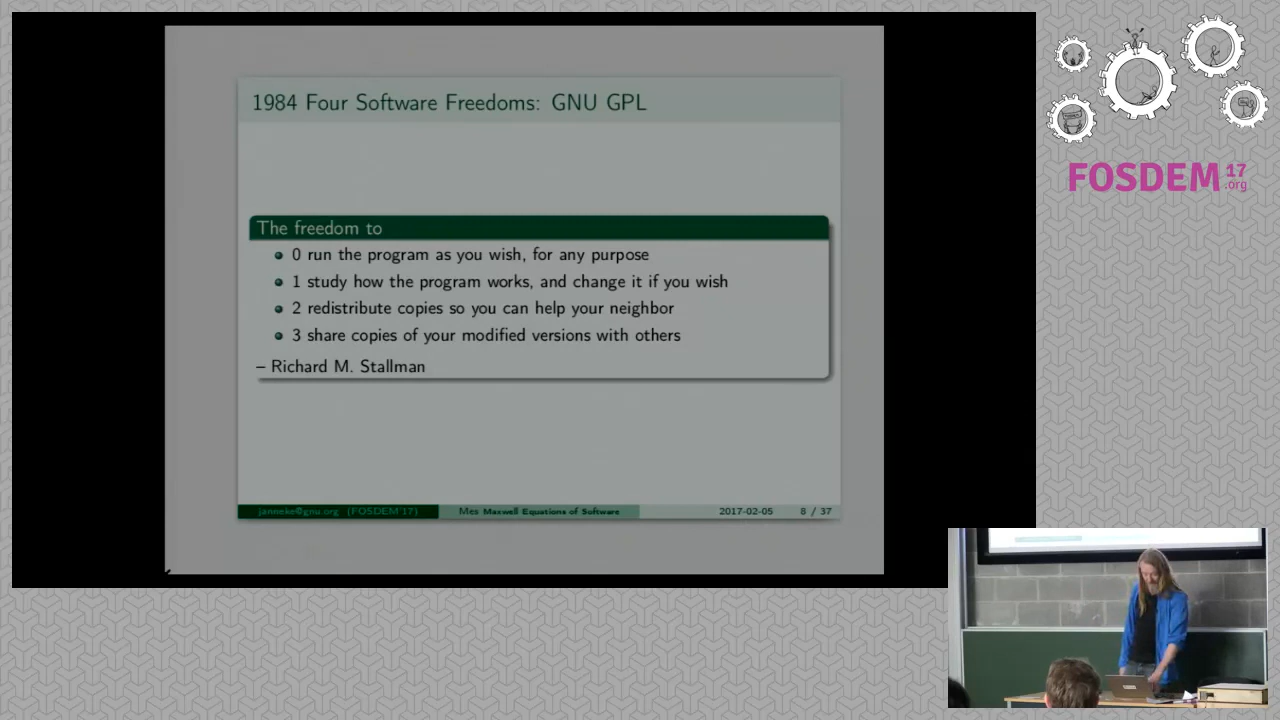 1984 Four Software Freedoms: GNU GPL
The freedom to
0 run the program as you wish, for any purpose
1 study how the program works, and change it if you wish
2 redistribute copies so you can help your neighbor
3 share copies of your modified versions with others
– Richard M. Stallman
janneke@gnu.org (FOSDEM'17)
Mes Maxwell Equations of Software
2017-02-05
8 / 37
FOSDEM 17
.org